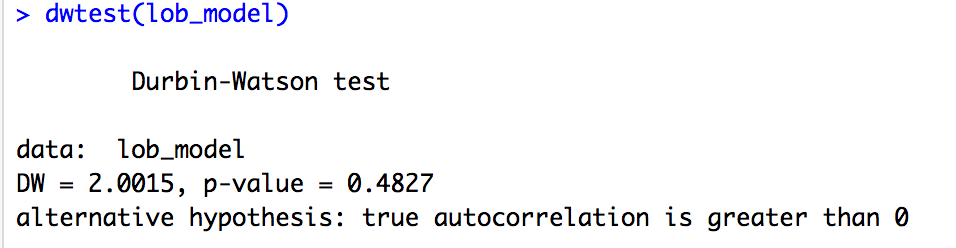 > dwtest(lob_model)
Durbin-Watson test
data:  lob_model
DW = 2.0015, p-value = 0.4827
alternative hypothesis: true autocorrelation is greater than 0